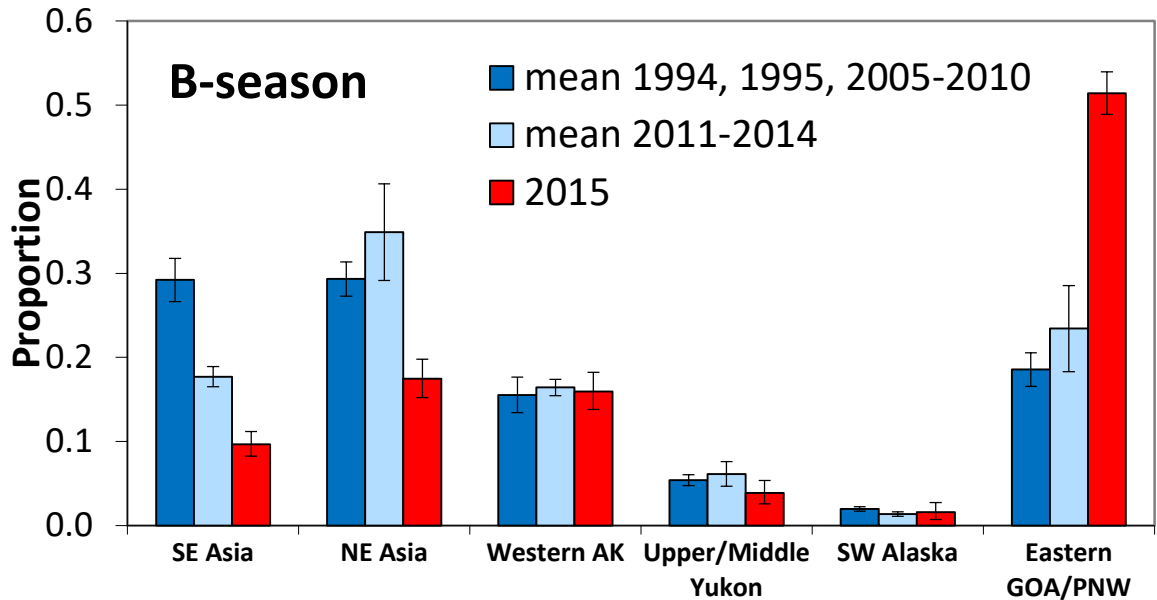 B-season
mean 1994, 1995, 2005-2010
mean 2011-2014
2015
Proportion
0.6
0.5
0.4
0.3
0.2
0.1
0.0
SE Asia
NE Asia
Western AK
Upper/Middle
Yukon
SW Alaska
Eastern
GOA/PNW